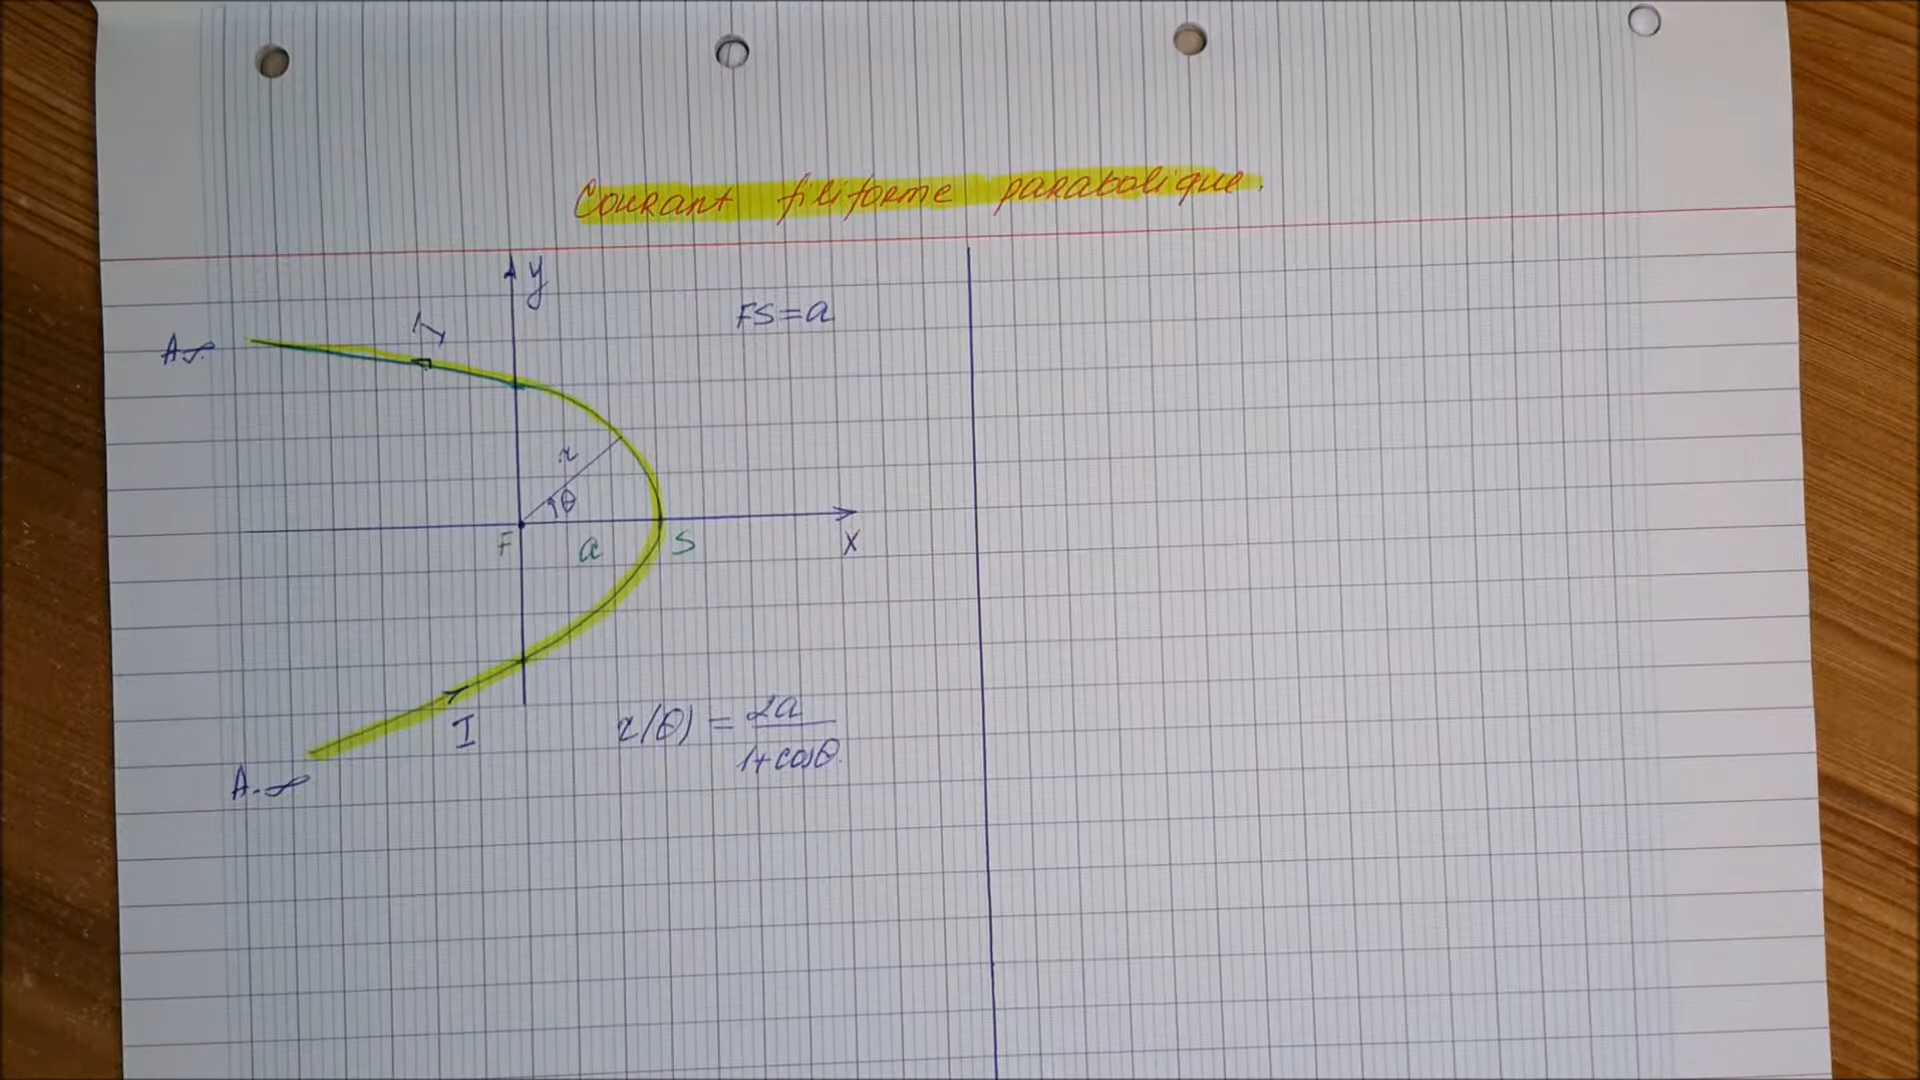 Courant filiforme parabolique.
y
FS=a
A∞
I
r
θ
F a S x
I
r(θ) = 2a / 1+cosθ
A-∞